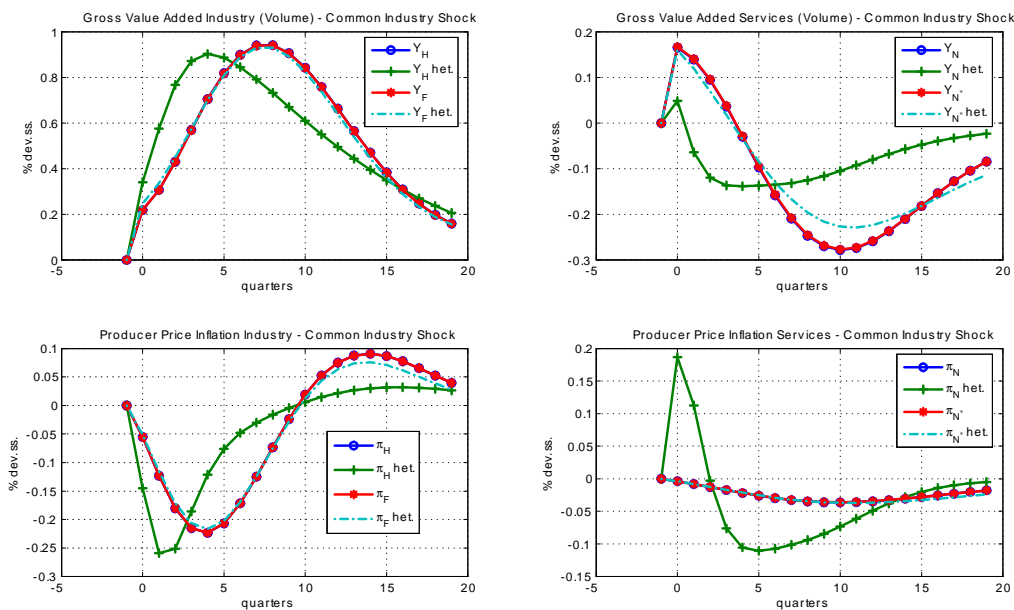 Gross Value Added Industry (Volume) - Common Industry Shock
1
0.8
0.6
0.4
0.2
0
% dev.ss.
-5 0 5 10 15 20
quarters
Y_H
Y_H het.
Y_F
Y_F het.
Gross Value Added Services (Volume) - Common Industry Shock
0.2
0.1
0
-0.1
-0.2
-0.3
% dev.ss.
-5 0 5 10 15 20
quarters
Y_N
Y_N het.
Y_N*
Y_N* het.
Producer Price Inflation Industry - Common Industry Shock
0.1
0.05
0
-0.05
-0.1
-0.15
-0.2
-0.25
-0.3
% dev.ss.
-5 0 5 10 15 20
quarters
π_H
π_H het.
π_F
π_F het.
Producer Price Inflation Services - Common Industry Shock
0.2
0.15
0.1
0.05
0
-0.05
-0.1
-0.15
% dev.ss.
-5 0 5 10 15 20
quarters
π_N
π_N het.
π_N*
π_N* het.